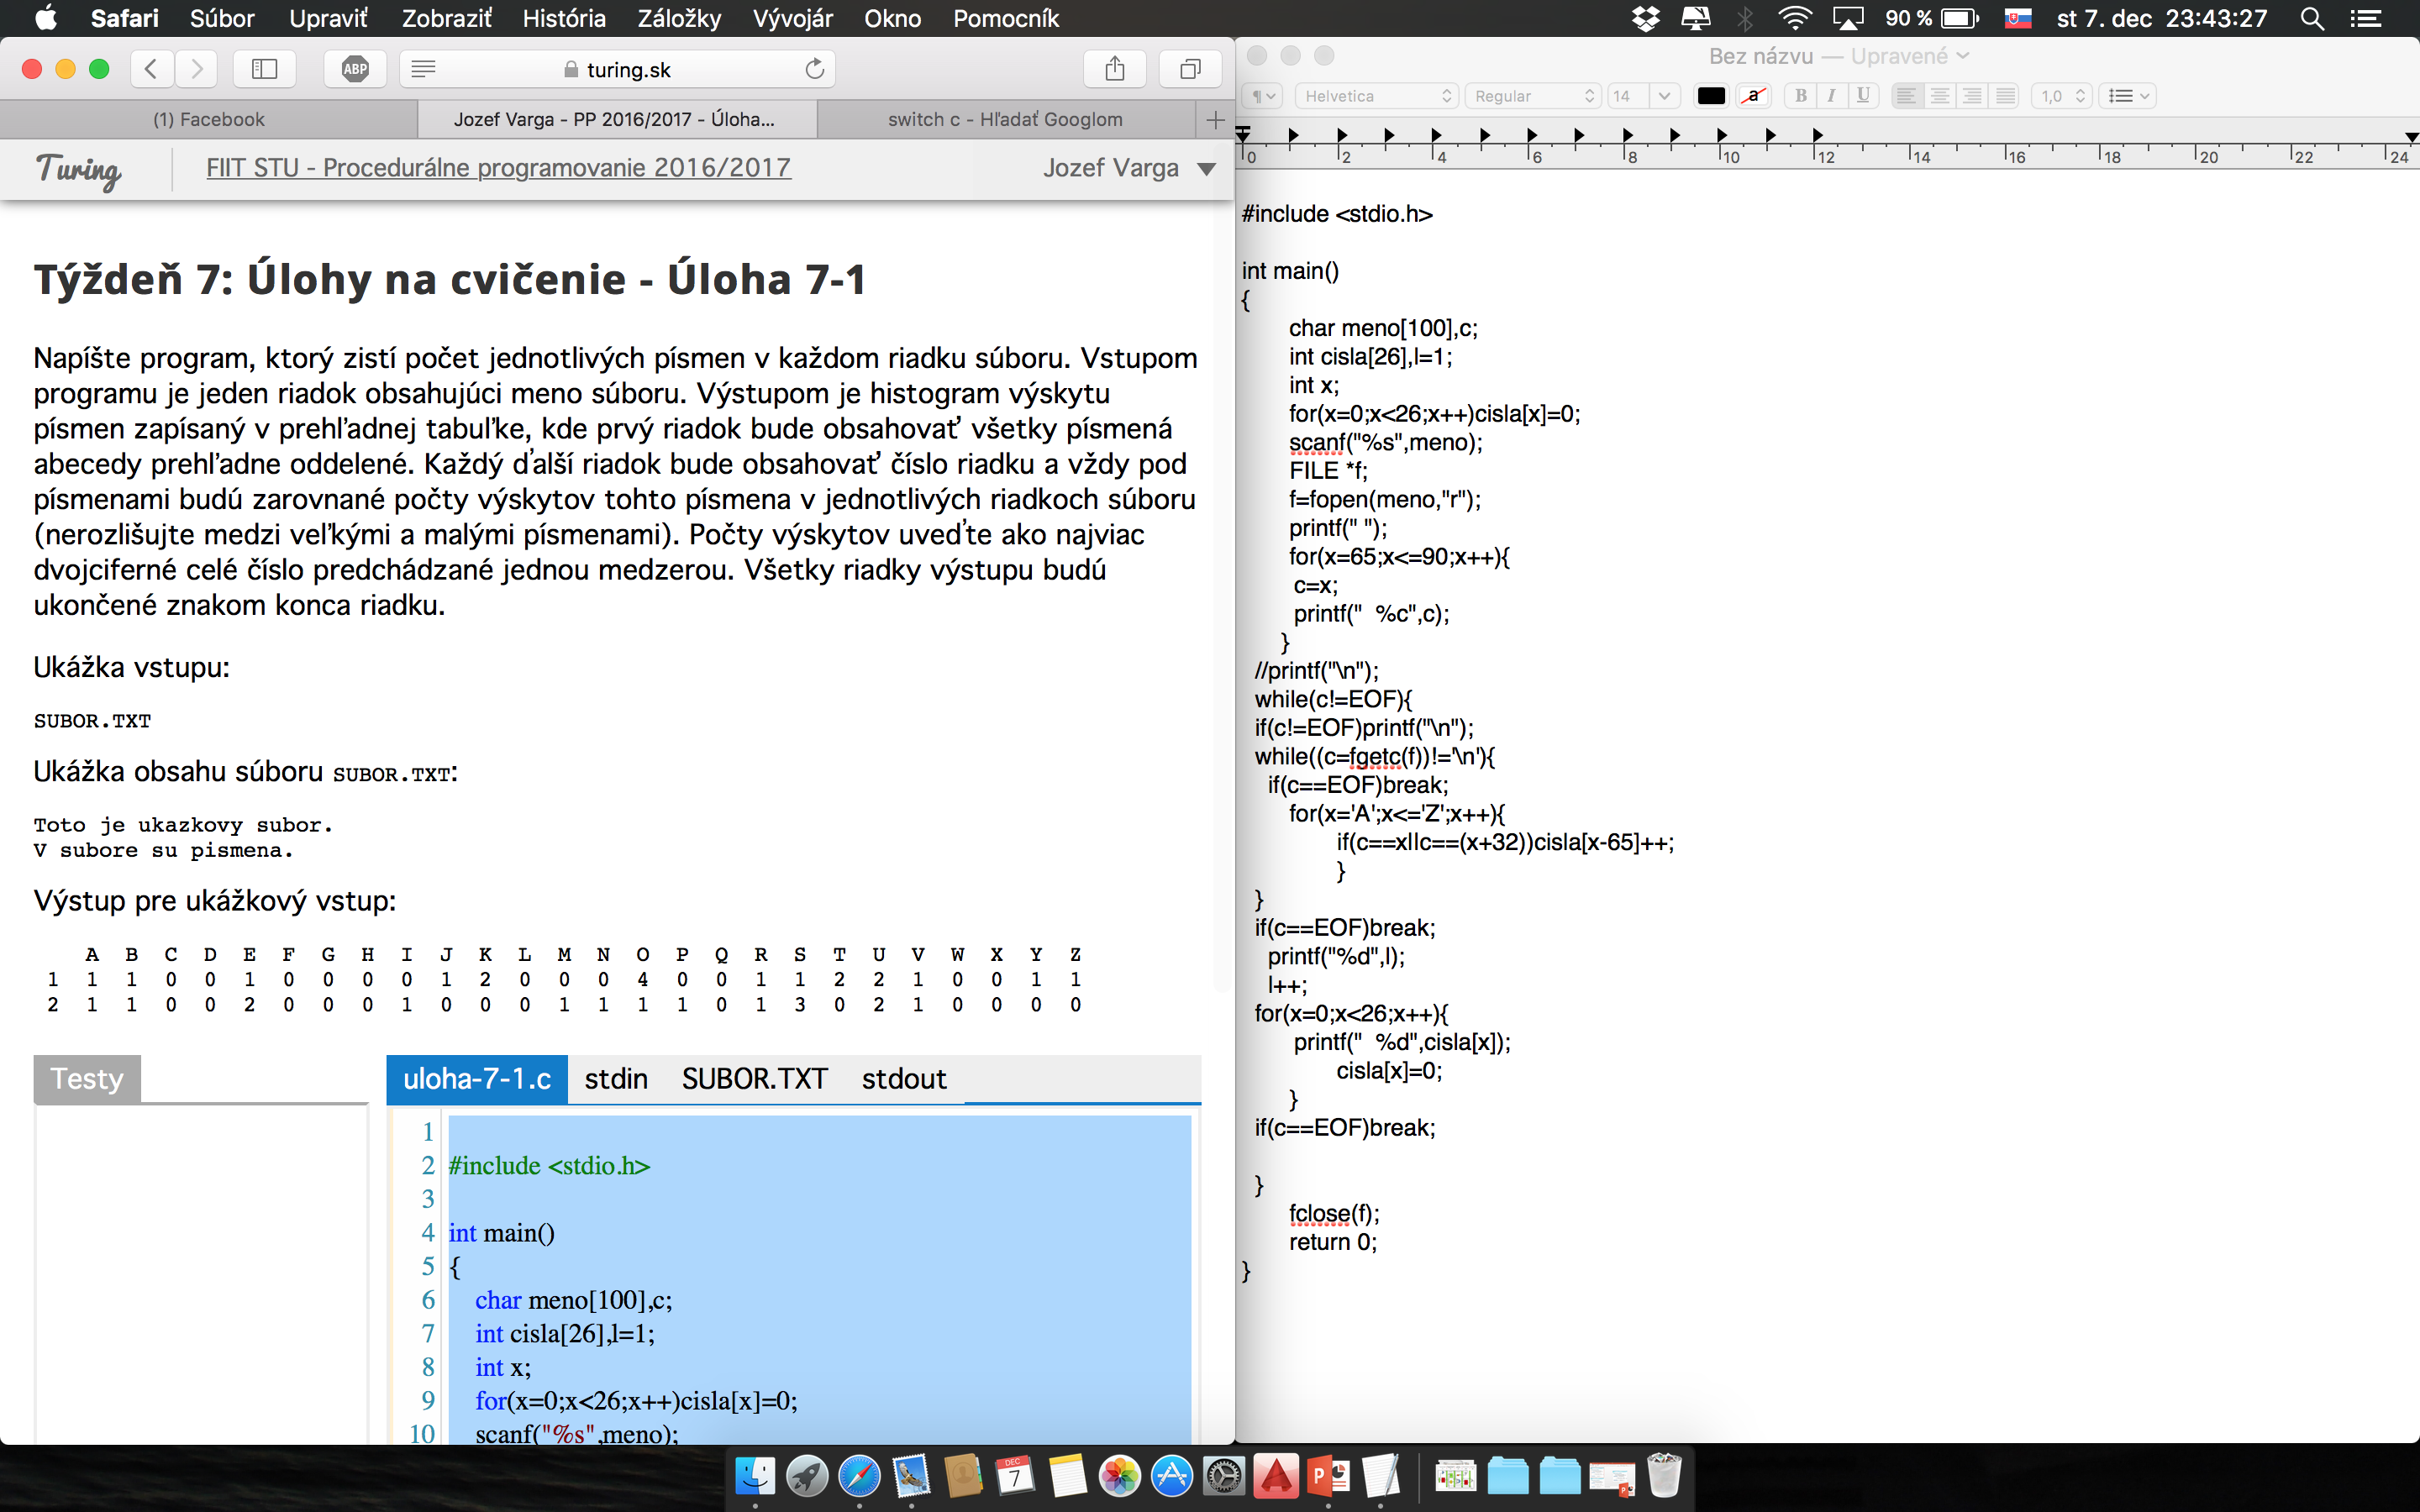 Safari Súbor Upraviť Zobraziť História Záložky Vývojár Okno Pomocník 90 % st 7. dec 23:43:27
ABP turing.sk
(1) Facebook Jozef Varga - PP 2016/2017 - Úloha... switch c - Hľadať Googlom
Turing FIIT STU - Procedurálne programovanie 2016/2017 Jozef Varga
Týždeň 7: Úlohy na cvičenie - Úloha 7-1
Napíšte program, ktorý zistí počet jednotlivých písmen v každom riadku súboru. Vstupom
programu je jeden riadok obsahujúci meno súboru. Výstupom je histogram výskytu
písmen zapísaný v prehľadnej tabuľke, kde prvý riadok bude obsahovať všetky písmená
abecedy prehľadne oddelené. Každý ďalší riadok bude obsahovať číslo riadku a vždy pod
písmenami budú zarovnané počty výskytov tohto písmena v jednotlivých riadkoch súboru
(nerozlišujte medzi veľkými a malými písmenami). Počty výskytov uveďte ako najviac
dvojciferné celé číslo predchádzané jednou medzerou. Všetky riadky výstupu budú
ukončené znakom konca riadku.
Ukážka vstupu:
SUBOR.TXT
Ukážka obsahu súboru SUBOR.TXT:
Toto je ukazkovy subor.
V subore su pismena.
Výstup pre ukážkový vstup:
A B C D E F G H I J K L M N O P Q R S T U V W X Y Z
1 1 1 0 0 1 0 0 0 0 1 2 0 0 0 4 0 0 1 1 2 2 1 0 0 1 1
2 1 1 0 0 2 0 0 0 1 0 0 0 1 1 1 1 0 1 3 0 2 1 0 0 0 0
Testy
uloha-7-1.c stdin SUBOR.TXT stdout
1
2 #include <stdio.h>
3
4 int main()
5 {
6 char meno[100],c;
7 int cisla[26],l=1;
8 int x;
9 for(x=0;x<26;x++)cisla[x]=0;
10 scanf("%s",meno);
Bez názvu — Upravené
¶ Helvetica Regular 14 a B I U 1,0
0 2 4 6 8 10 12 14 16 18 20 22 24
#include <stdio.h>
int main()
{
char meno[100],c;
int cisla[26],l=1;
int x;
for(x=0;x<26;x++)cisla[x]=0;
scanf("%s",meno);
FILE *f;
f=fopen(meno,"r");
printf(" ");
for(x=65;x<=90;x++){
c=x;
printf("  %c",c);
}
//printf("\n");
while(c!=EOF){
if(c!=EOF)printf("\n");
while((c=fgetc(f))!='\n'){
if(c==EOF)break;
for(x='A';x<='Z';x++){
if(c==x||c==(x+32))cisla[x-65]++;
}
}
if(c==EOF)break;
printf("%d",l);
l++;
for(x=0;x<26;x++){
printf("  %d",cisla[x]);
cisla[x]=0;
}
if(c==EOF)break;
}
fclose(f);
return 0;
}
DEC
7
P